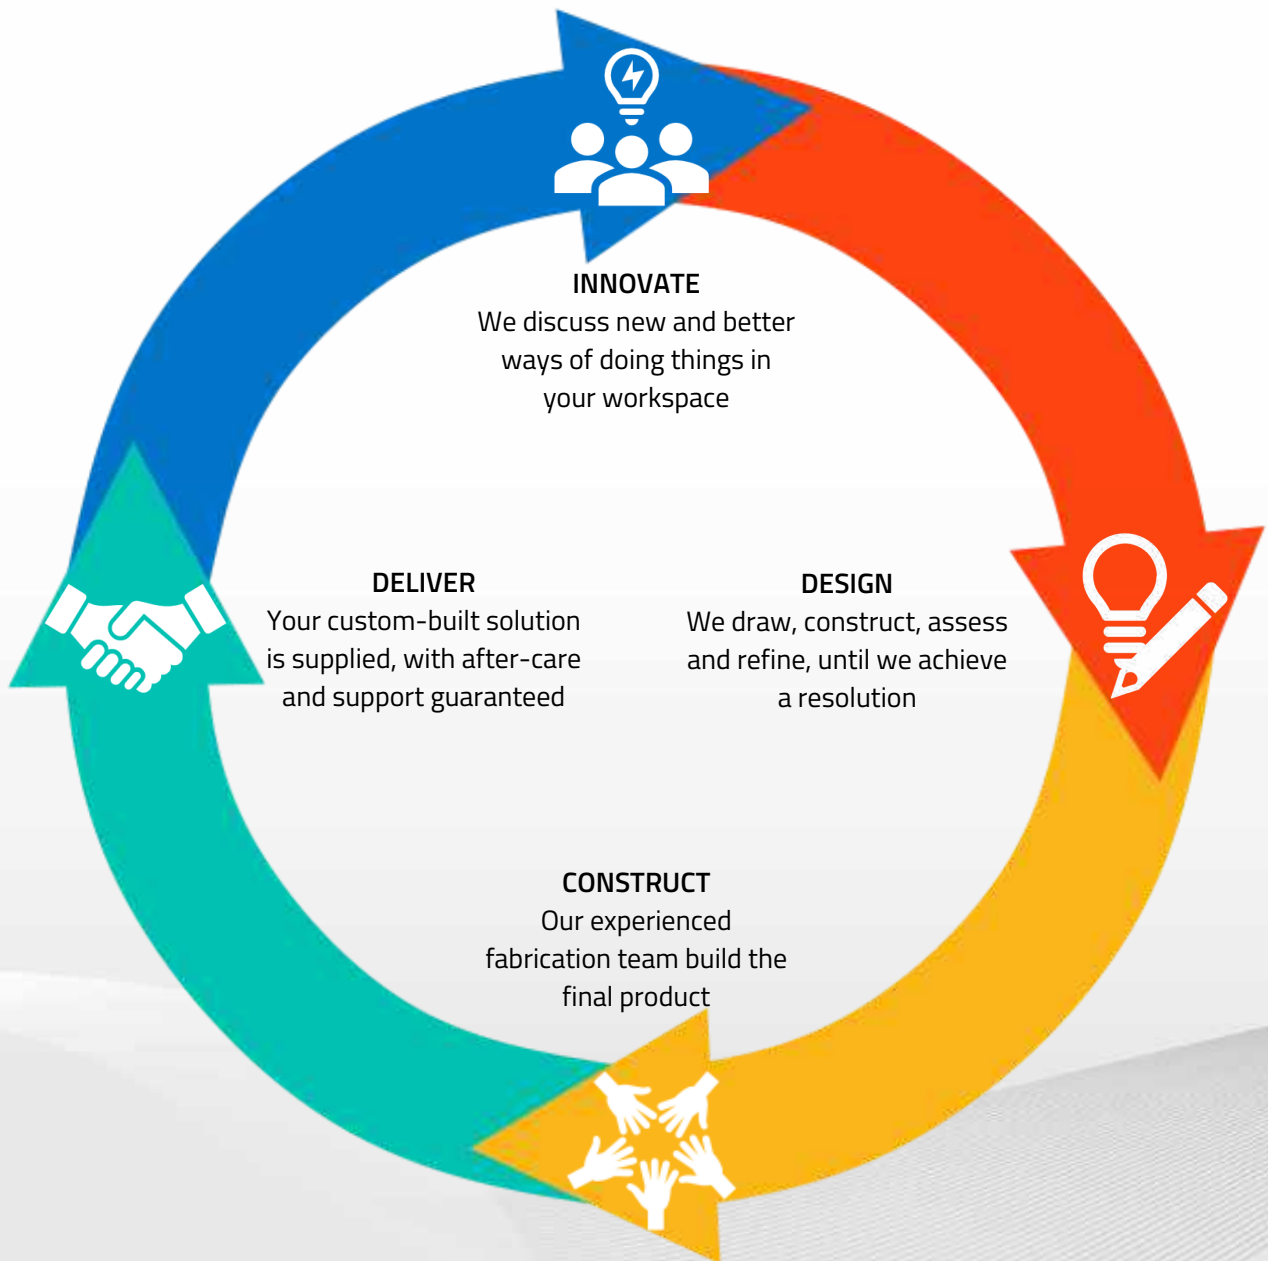 INNOVATE
We discuss new and better
ways of doing things in
your workspace
DELIVER
Your custom-built solution
is supplied, with after-care
and support guaranteed
DESIGN
We draw, construct, assess
and refine, until we achieve
a resolution
CONSTRUCT
Our experienced
fabrication team build the
final product